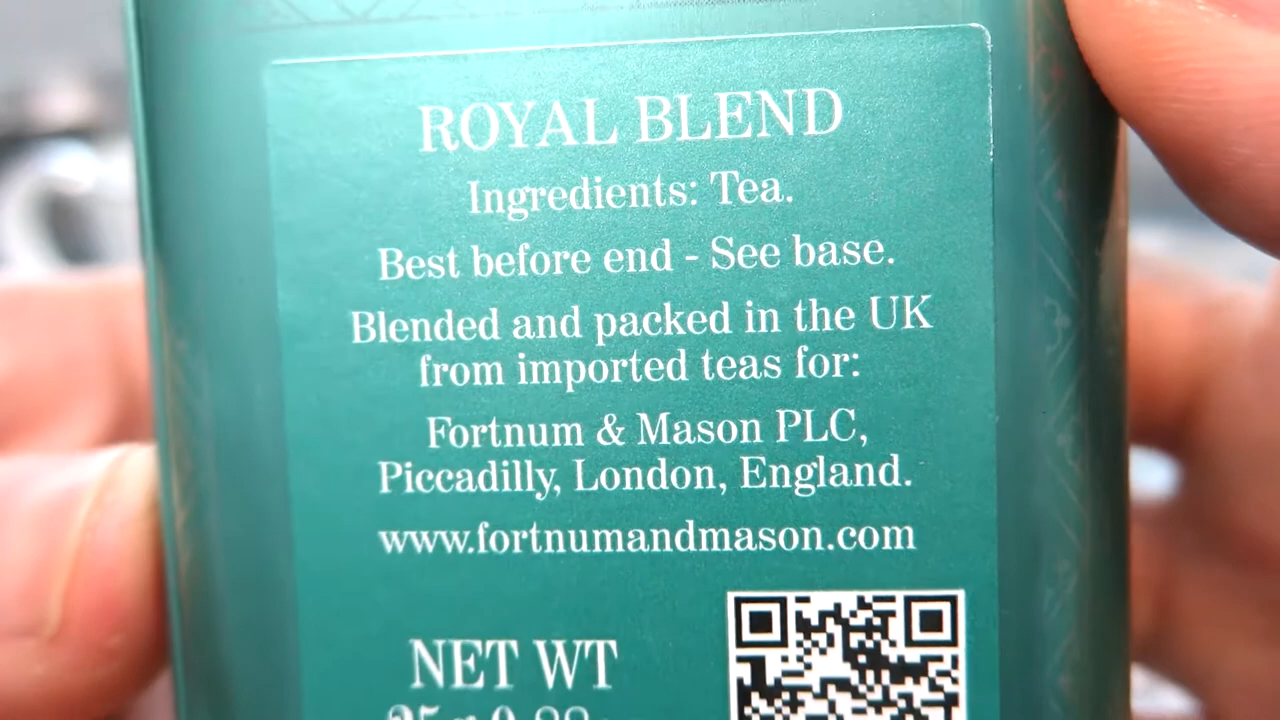 ROYAL BLEND
Ingredients: Tea.
Best before end - See base.
Blended and packed in the UK
from imported teas for:
Fortnum & Mason PLC,
Piccadilly, London, England.
www.fortnumandmason.com
NET WT